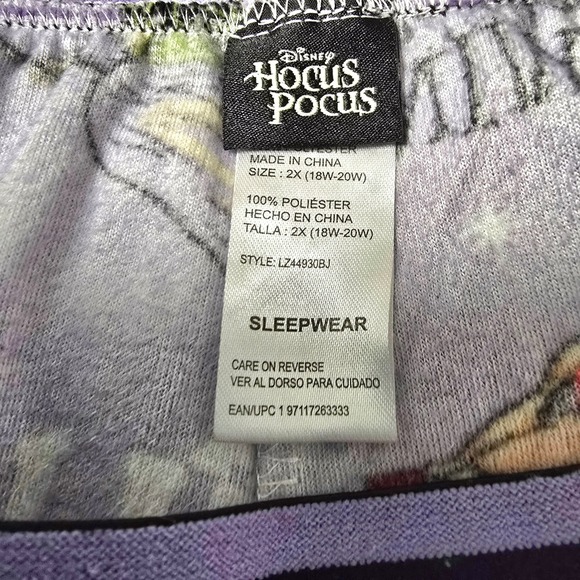 Disney
HOCUS
POCUS
MADE IN CHINA
SIZE : 2X (18W-20W)
100% POLIÉSTER
HECHO EN CHINA
TALLA : 2X (18W-20W)
STYLE: LZ44930BJ
SLEEPWEAR
CARE ON REVERSE
VER AL DORSO PARA CUIDADO
EAN/UPC 1 97117263333